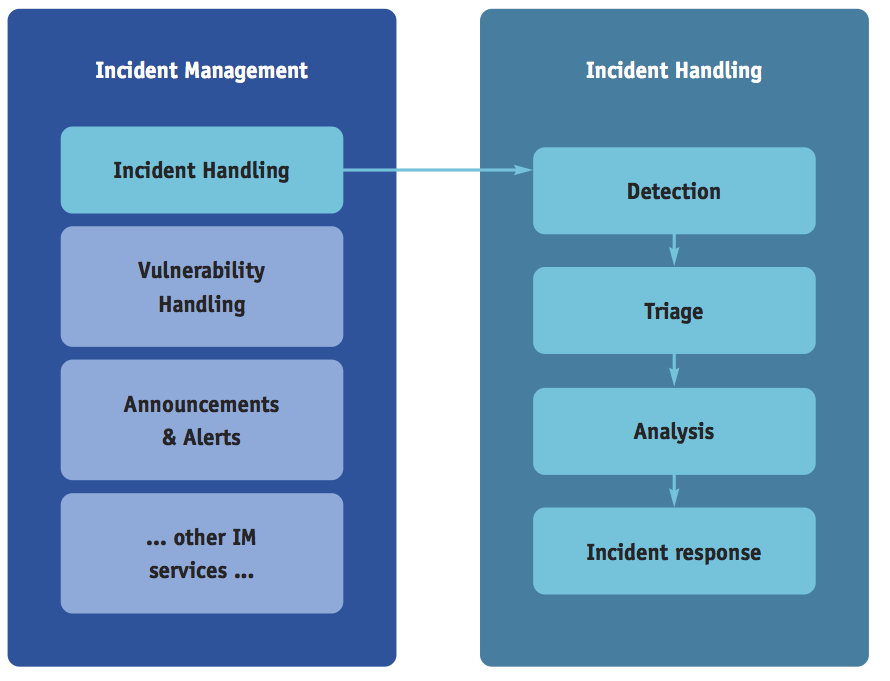 Incident Management
Incident Handling
Vulnerability
Handling
Announcements
& Alerts
... other IM
services ...
Incident Handling
Detection
Triage
Analysis
Incident response